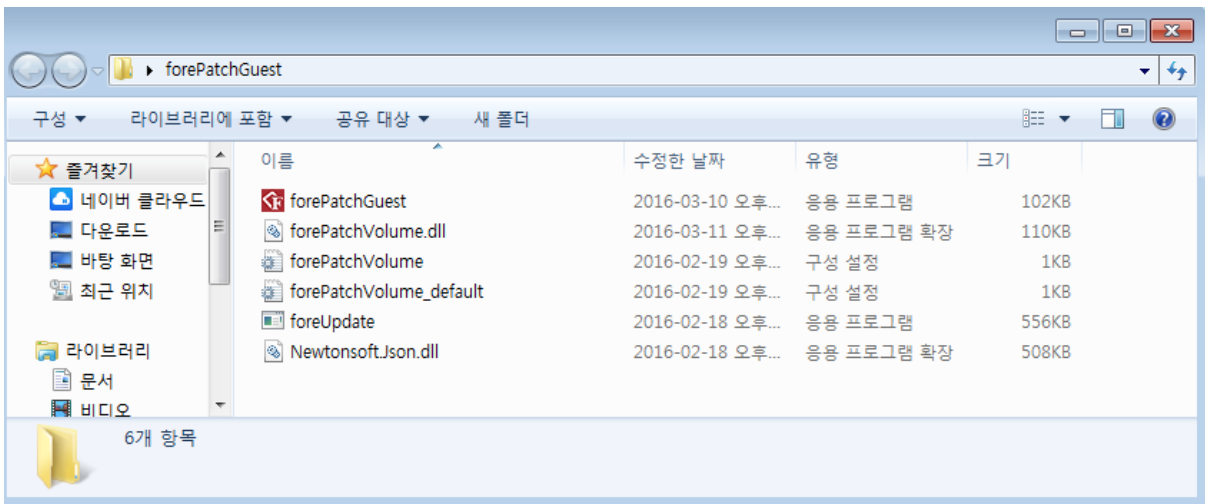 forePatchGuest
구성 라이브러리에 포함 공유 대상 새 폴더
즐겨찾기
네이버 클라우드
다운로드
바탕 화면
최근 위치
라이브러리
문서
비디오
이름 수정한 날짜 유형 크기
forePatchGuest 2016-03-10 오후... 응용 프로그램 102KB
forePatchVolume.dll 2016-03-11 오후... 응용 프로그램 확장 110KB
forePatchVolume 2016-02-19 오후... 구성 설정 1KB
forePatchVolume_default 2016-02-19 오후... 구성 설정 1KB
foreUpdate 2016-02-18 오후... 응용 프로그램 556KB
Newtonsoft.Json.dll 2016-02-18 오후... 응용 프로그램 확장 508KB
6개 항목